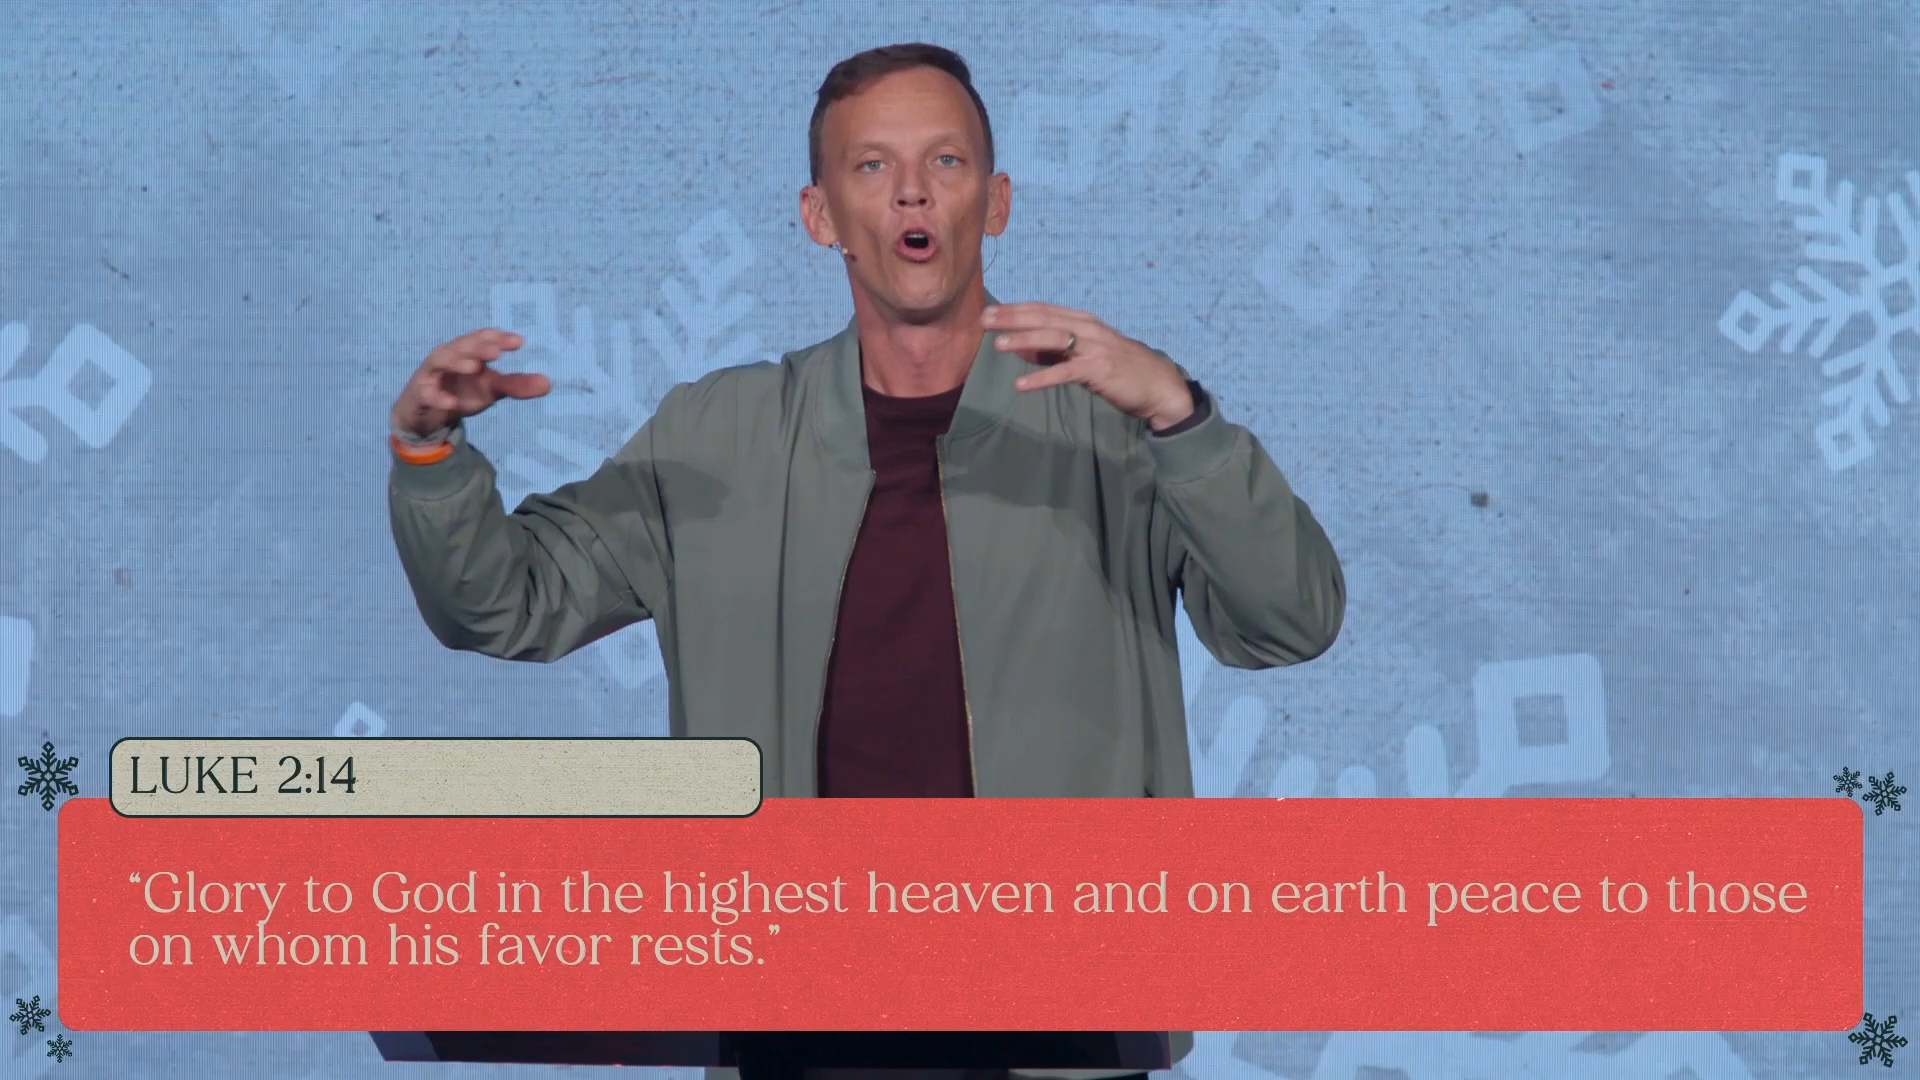 LUKE 2:14
“Glory to God in the highest heaven and on earth peace to those
on whom his favor rests.”